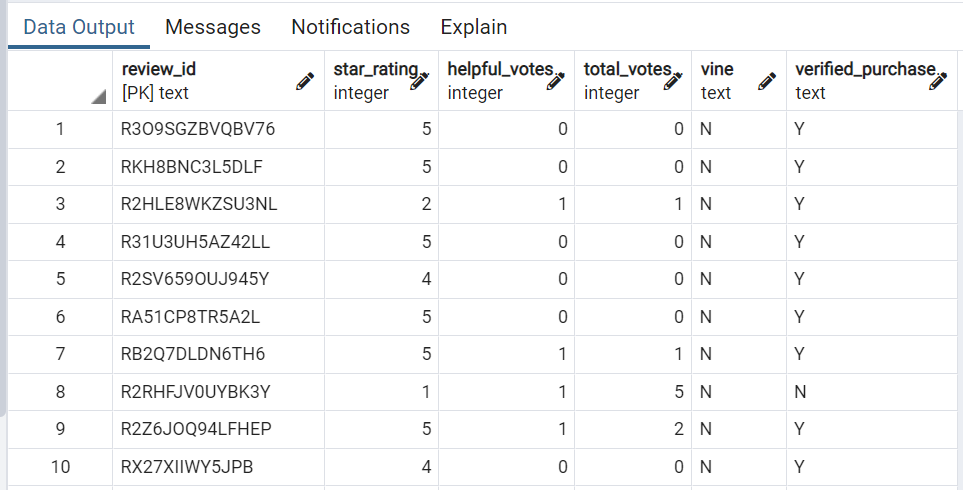 Data Output Messages Notifications Explain
review_id star_rating helpful_votes total_votes vine verified_purchase
[PK] text integer integer integer text text
1 R3O9SGZBVQBV76 5 0 0 N Y
2 RKH8BNC3L5DLF 5 0 0 N Y
3 R2HLE8WKZSU3NL 2 1 1 N Y
4 R31U3UH5AZ42LL 5 0 0 N Y
5 R2SV659OUJ945Y 4 0 0 N Y
6 RA51CP8TR5A2L 5 0 0 N Y
7 RB2Q7DLDN6TH6 5 1 1 N Y
8 R2RHFJV0UYBK3Y 1 1 5 N N
9 R2Z6JOQ94LFHEP 5 1 2 N Y
10 RX27XIIWY5JPB 4 0 0 N Y